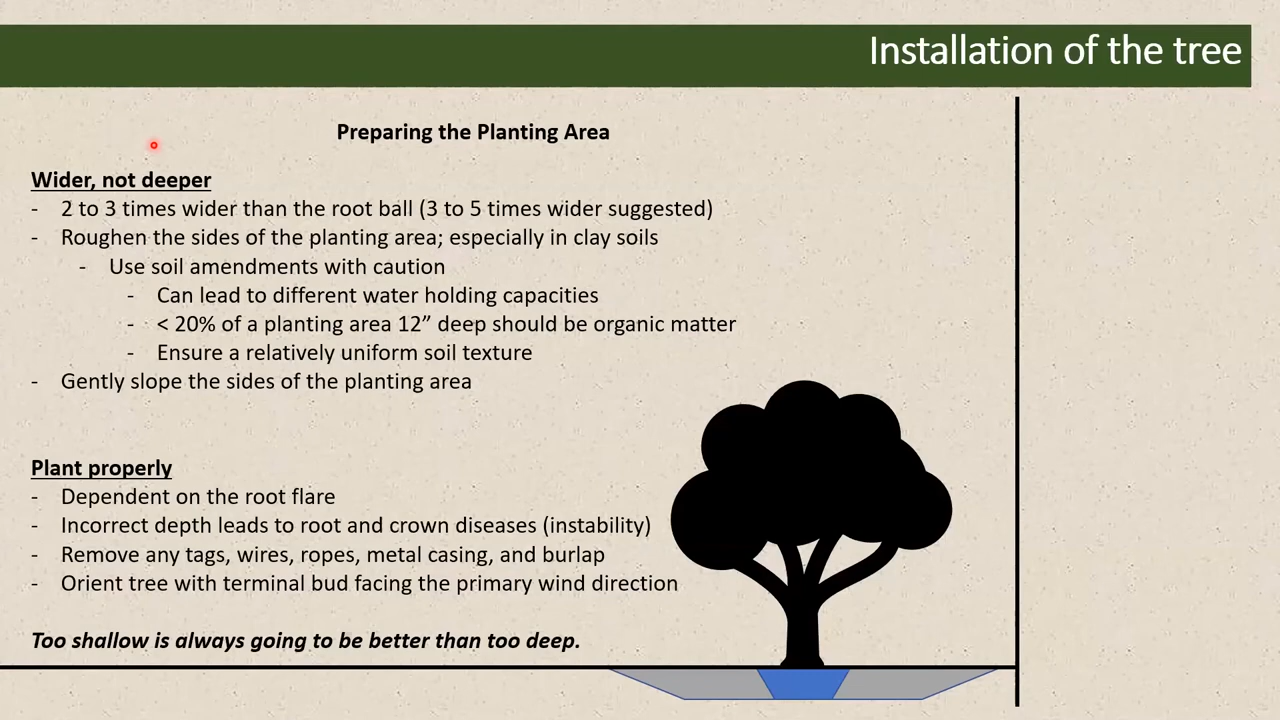 Installation of the tree
Preparing the Planting Area
Wider, not deeper
- 2 to 3 times wider than the root ball (3 to 5 times wider suggested)
- Roughen the sides of the planting area; especially in clay soils
- Use soil amendments with caution
- Can lead to different water holding capacities
- < 20% of a planting area 12” deep should be organic matter
- Ensure a relatively uniform soil texture
- Gently slope the sides of the planting area
Plant properly
- Dependent on the root flare
- Incorrect depth leads to root and crown diseases (instability)
- Remove any tags, wires, ropes, metal casing, and burlap
- Orient tree with terminal bud facing the primary wind direction
Too shallow is always going to be better than too deep.